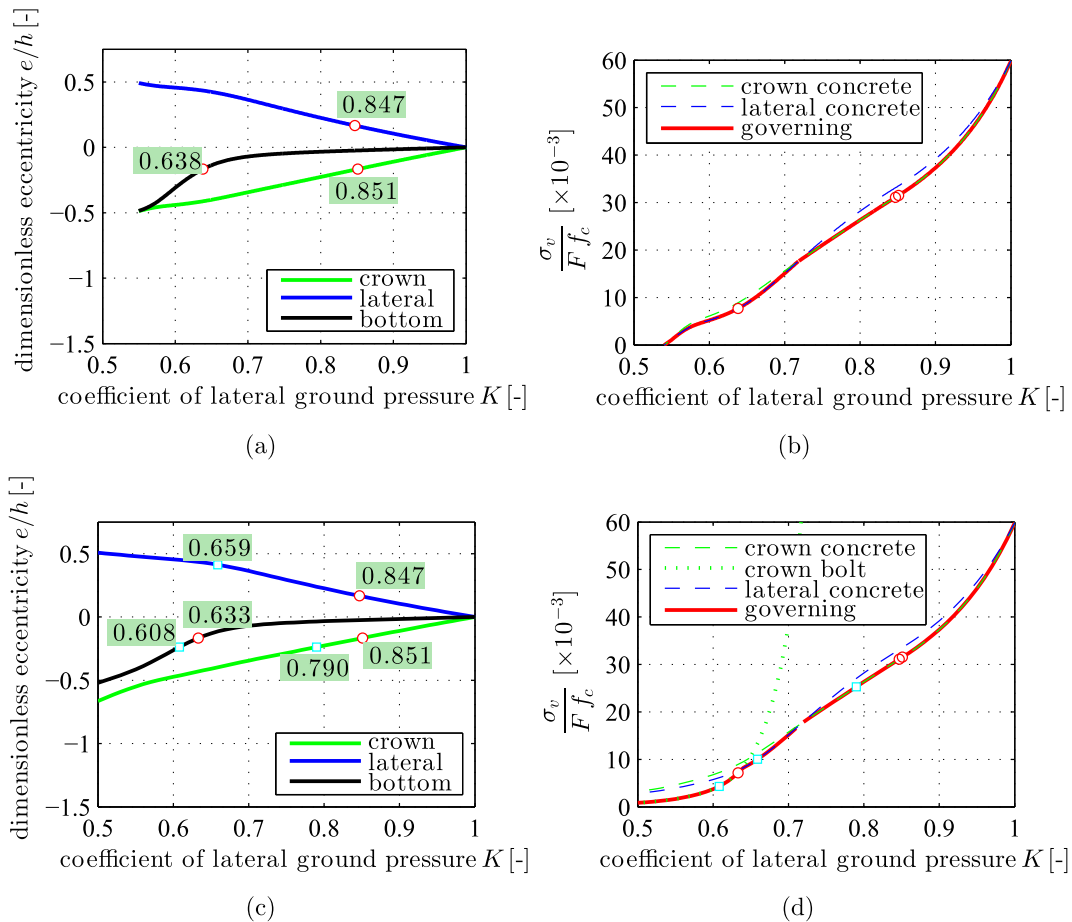 dimensionless eccentricity e/h [-]
0.5
0
−0.5
−1
−1.5
0.847
0.638
0.851
crown
lateral
bottom
0.5 0.6 0.7 0.8 0.9 1
coefficient of lateral ground pressure K [-]
(a)
σ_v / F f_c [×10⁻³]
60
50
40
30
20
10
0
crown concrete
lateral concrete
governing
0.5 0.6 0.7 0.8 0.9 1
coefficient of lateral ground pressure K [-]
(b)
dimensionless eccentricity e/h [-]
0.5
0
−0.5
−1
−1.5
0.659
0.847
0.633
0.608
0.790
0.851
crown
lateral
bottom
0.5 0.6 0.7 0.8 0.9 1
coefficient of lateral ground pressure K [-]
(c)
σ_v / F f_c [×10⁻³]
60
50
40
30
20
10
0
crown concrete
crown bolt
lateral concrete
governing
0.5 0.6 0.7 0.8 0.9 1
coefficient of lateral ground pressure K [-]
(d)